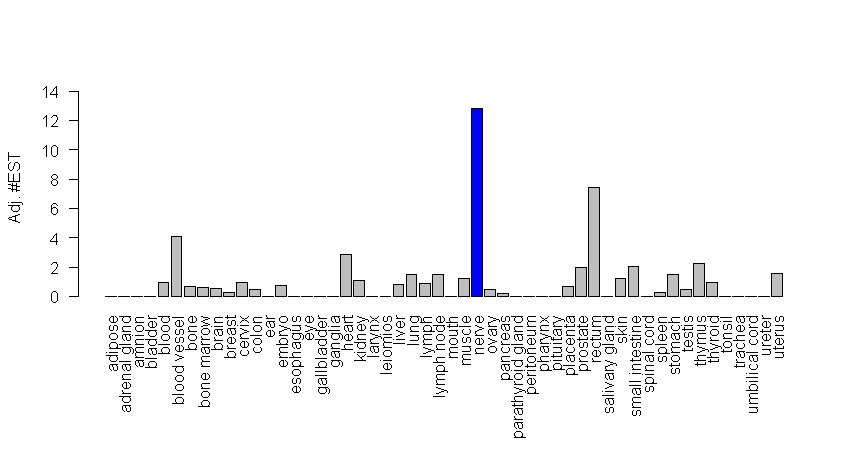 Adj. #EST
14
12
10
8
6
4
2
0
adipose
adrenal gland
amnion
bladder
blood
blood vessel
bone
bone marrow
brain
breast
cervix
colon
ear
embryo
esophagus
eye
gallbladder
ganglia
heart
kidney
larynx
leiomios
liver
lung
lymph
lymph node
mouth
muscle
nerve
ovary
pancreas
parathyroid gland
peritoneum
pharynx
pituitary
placenta
prostate
rectum
salivary gland
skin
small intestine
spinal cord
spleen
stomach
testis
thymus
thyroid
tonsil
trachea
umbilical cord
ureter
uterus